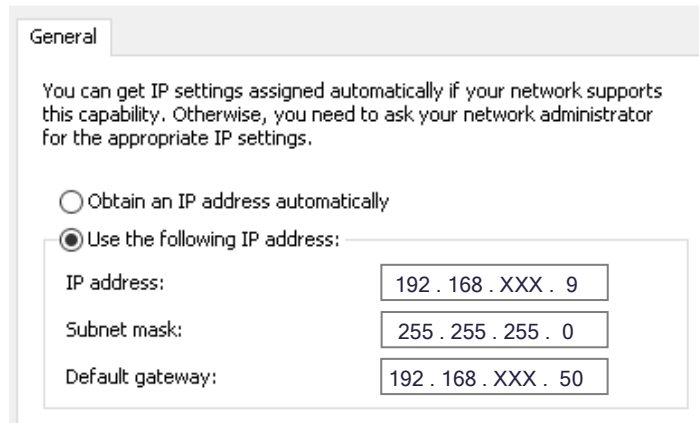 General
You can get IP settings assigned automatically if your network supports
this capability. Otherwise, you need to ask your network administrator
for the appropriate IP settings.
Obtain an IP address automatically
Use the following IP address:
IP address: 192 . 168 . XXX . 9
Subnet mask: 255 . 255 . 255 . 0
Default gateway: 192 . 168 . XXX . 50